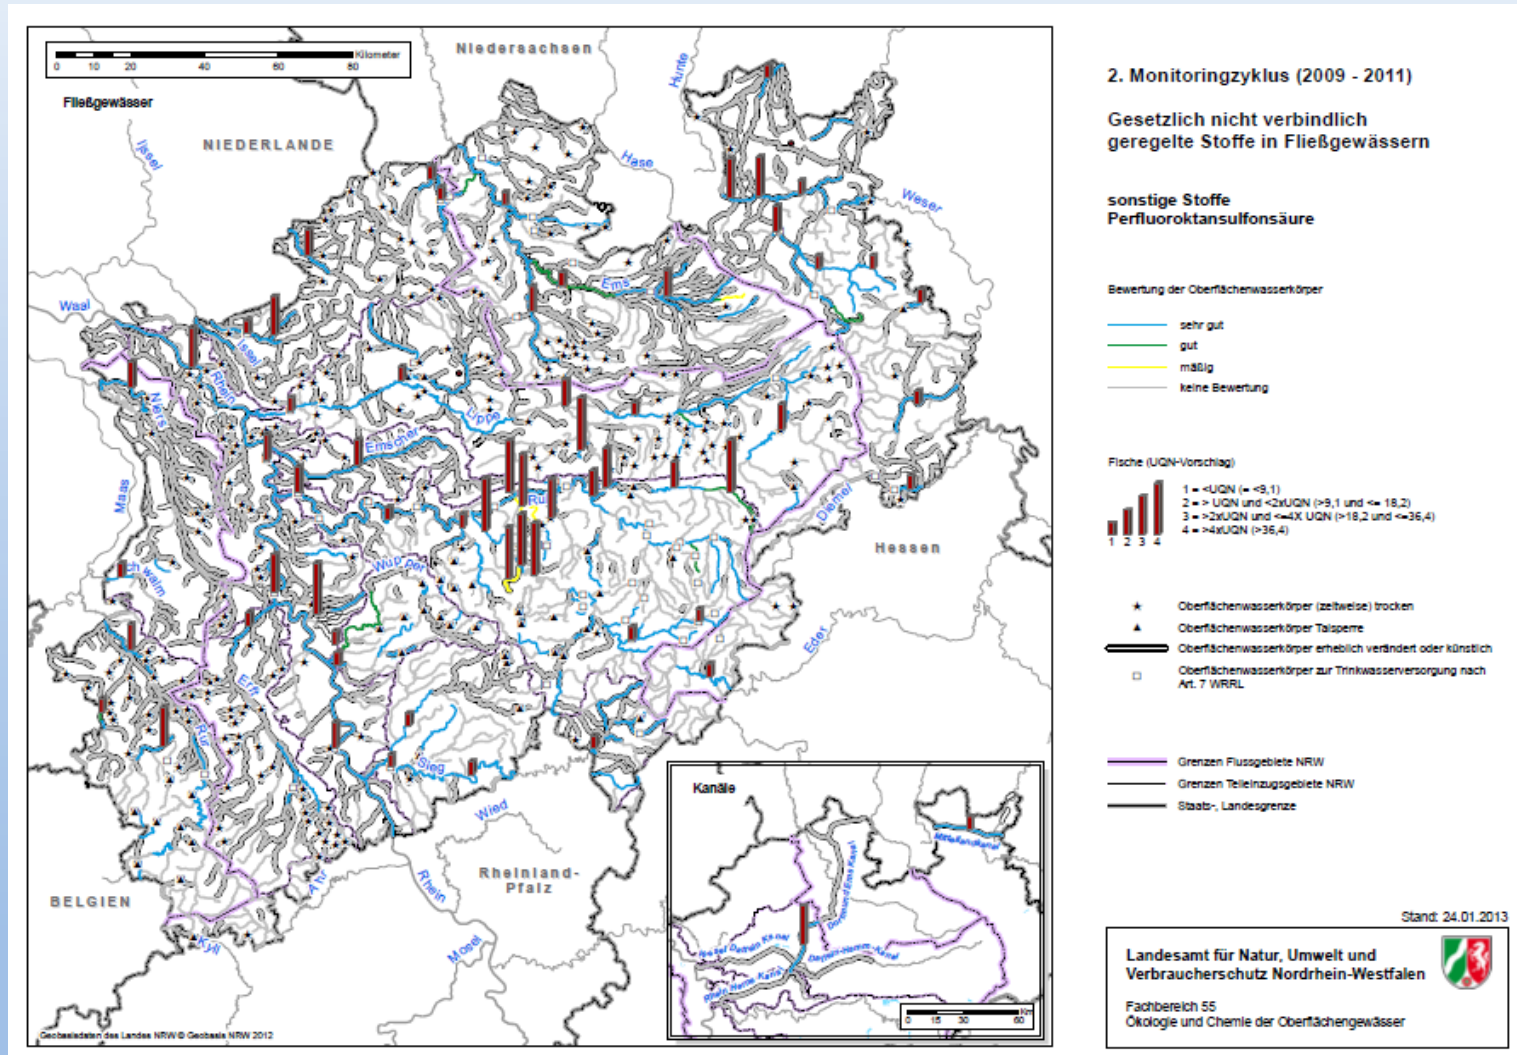 Kilometer
0 10 20 40 60 80
Fließgewässer
Niedersachsen
NIEDERLANDE
Ijssel
Hunte
Hase
Weser
Waal
Issel
Rhein
Niers
Ems
Lippe
Emscher
Maas
Ru
Diemel
Hessen
Wupper
chwalm
Eder
Erft
Rur
Sieg
Wied
Rheinland-
Pfalz
Ahr
Rhein
Mosel
BELGIEN
Kyll
Geobasisdaten des Landes NRW © Geobasis NRW 2012
Kanäle
Mittellandkanal
Dortmund Ems Kanal
Wesel Datteln Kanal
Datteln-Hamm-Kanal
Rhein Herne Kanal
Km
0 15 30 60
2. Monitoringzyklus (2009 - 2011)
Gesetzlich nicht verbindlich
geregelte Stoffe in Fließgewässern
sonstige Stoffe
Perfluoroktansulfonsäure
Bewertung der Oberflächenwasserkörper
sehr gut
gut
mäßig
keine Bewertung
Fische (UQN-Vorschlag)
1 = <UQN (= <9,1)
2 = > UQN und <2xUQN (>9,1 und <= 18,2)
3 = >2xUQN und <=4X UQN (>18,2 und <=36,4)
4 = >4xUQN (>36,4)
1 2 3 4
Oberflächenwasserkörper (zeitweise) trocken
Oberflächenwasserkörper Talsperre
Oberflächenwasserkörper erheblich verändert oder künstlich
Oberflächenwasserkörper zur Trinkwasserversorgung nach
Art. 7 WRRL
Grenzen Flussgebiete NRW
Grenzen Teileinzugsgebiete NRW
Staats-, Landesgrenze
Stand: 24.01.2013
Landesamt für Natur, Umwelt und
Verbraucherschutz Nordrhein-Westfalen
Fachbereich 55
Ökologie und Chemie der Oberflächengewässer